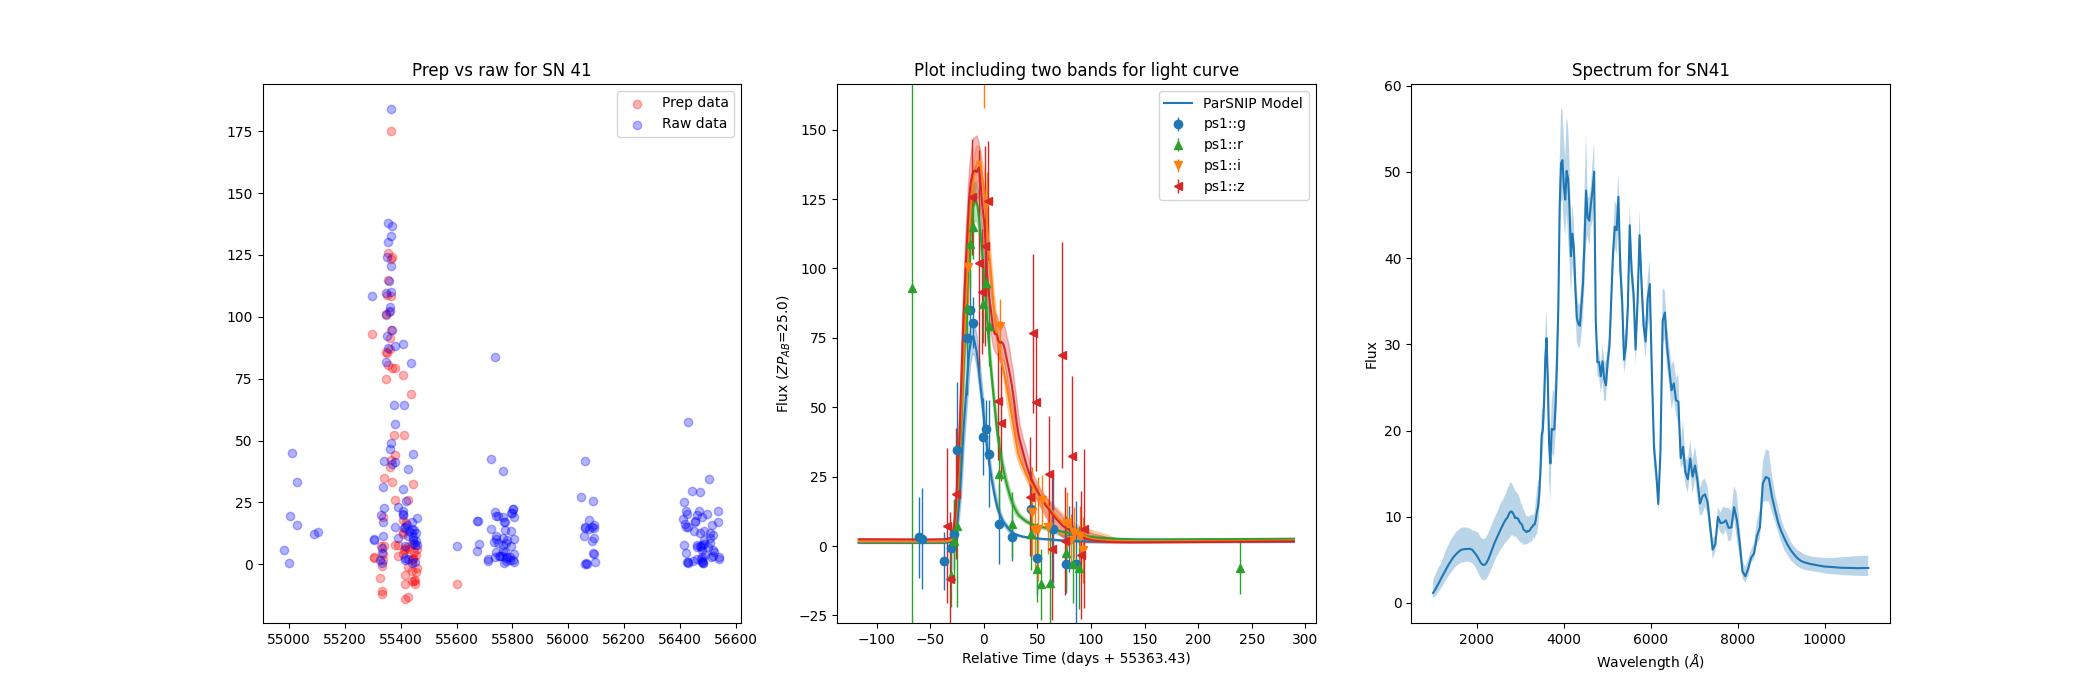 Prep vs raw for SN 41
Prep data
Raw data
175
150
125
100
75
50
25
0
55000 55200 55400 55600 55800 56000 56200 56400 56600
Plot including two bands for light curve
ParSNIP Model
ps1::g
ps1::r
ps1::i
ps1::z
Flux (ZP_AB=25.0)
150
125
100
75
50
25
0
−25
−100 −50 0 50 100 150 200 250 300
Relative Time (days + 55363.43)
Spectrum for SN41
Flux
60
50
40
30
20
10
0
2000 4000 6000 8000 10000
Wavelength (Å)